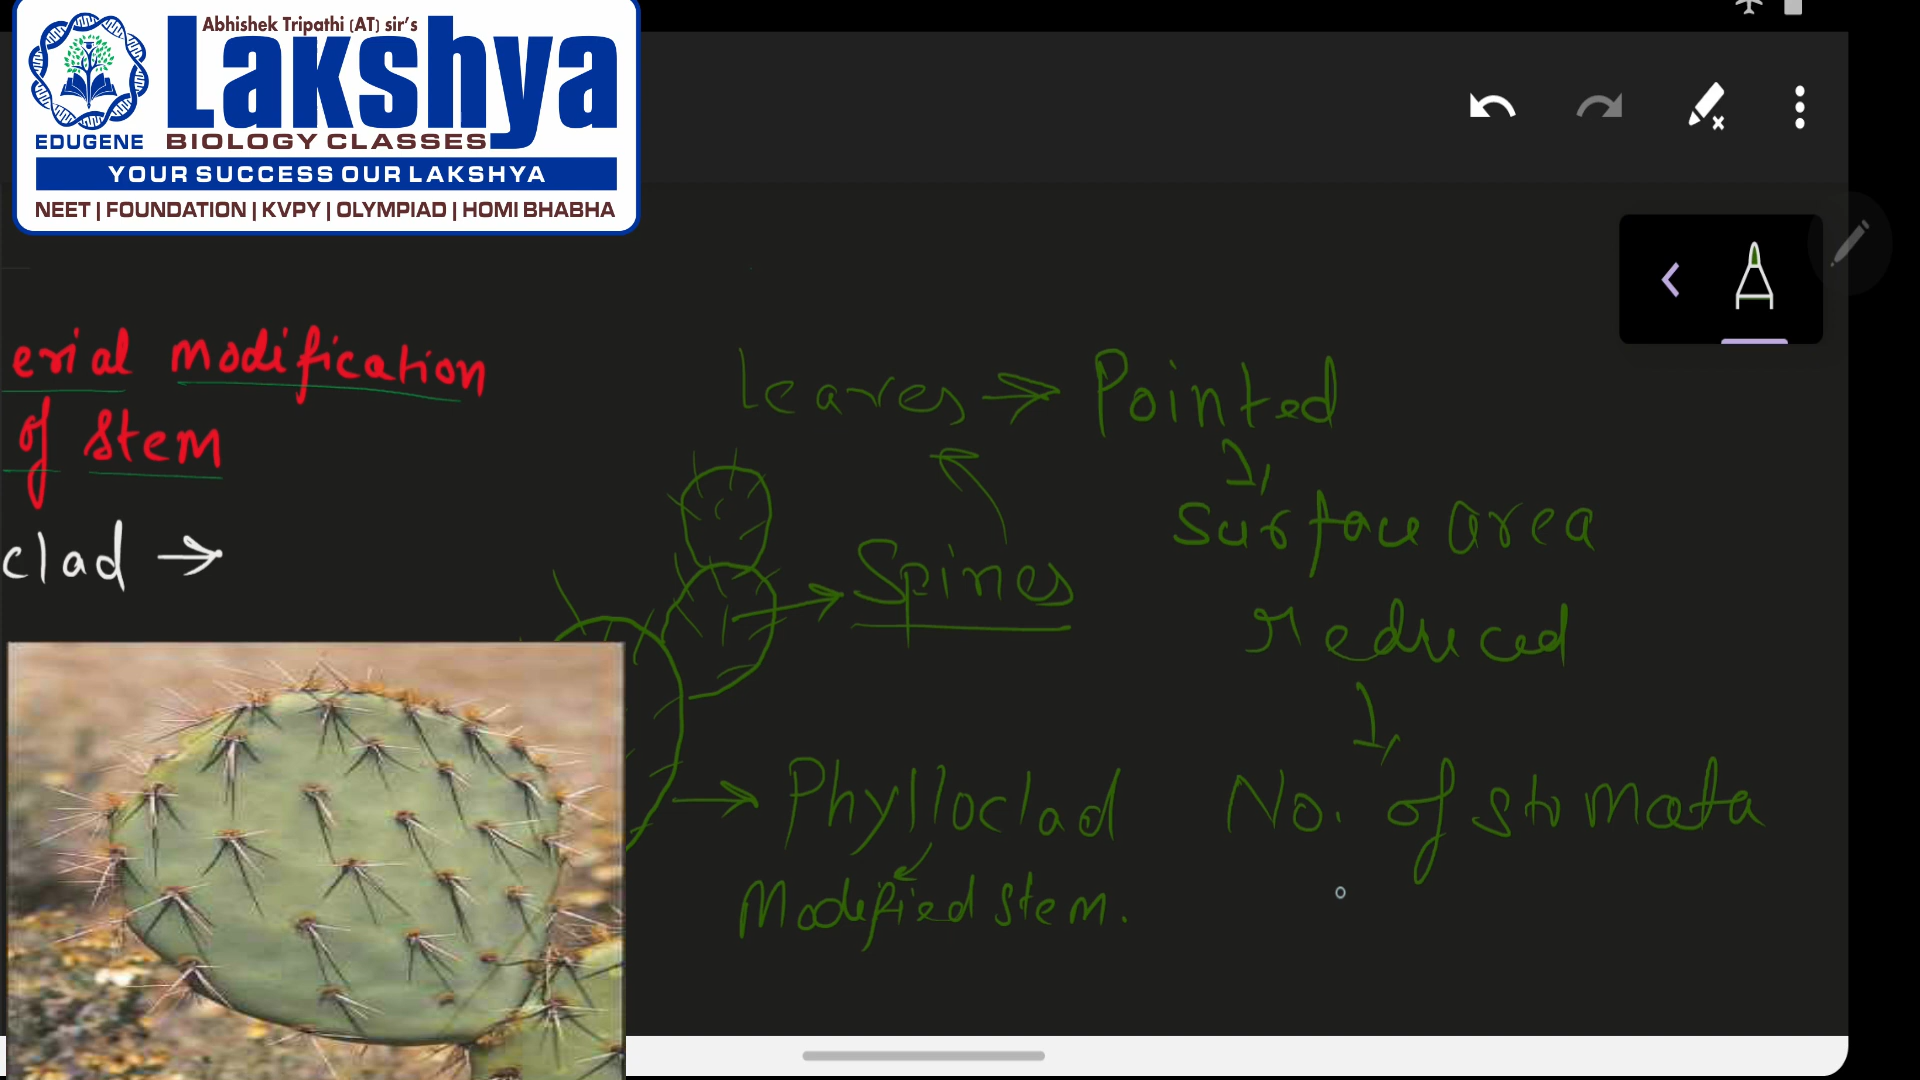 Abhishek Tripathi (AT) sir's
Lakshya
EDUGENE
BIOLOGY CLASSES
YOUR SUCCESS OUR LAKSHYA
NEET | FOUNDATION | KVPY | OLYMPIAD | HOMI BHABHA
erial modification
of stem
clad →
Leaves → Pointed
Surface area
reduced
Spines
Phylloclad
Modified stem.
No. of stomata